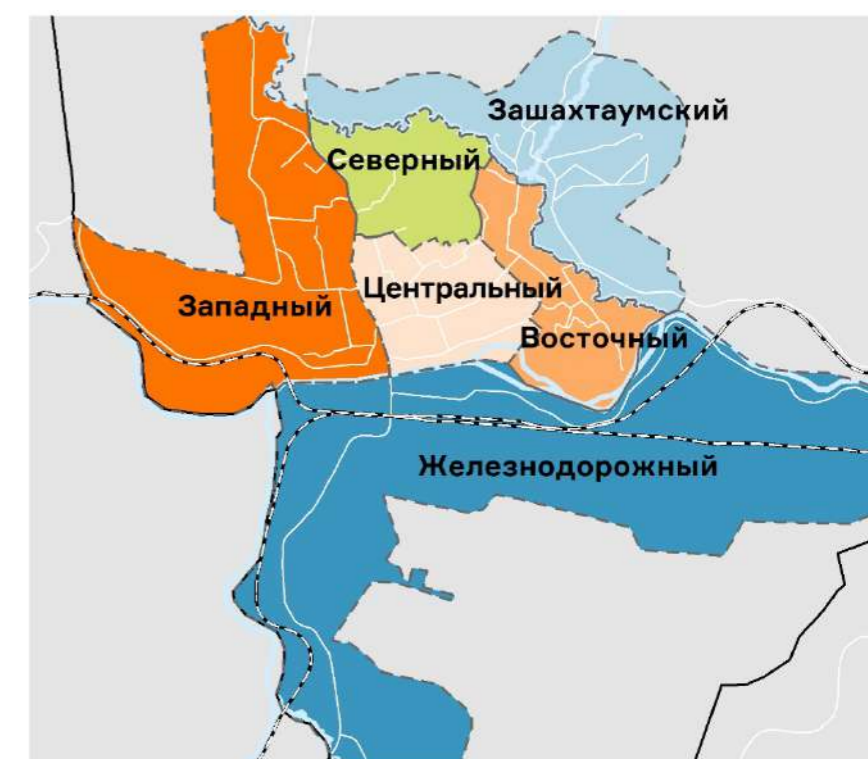 Зашахтаумский
Северный
Центральный
Западный
Восточный
Железнодорожный